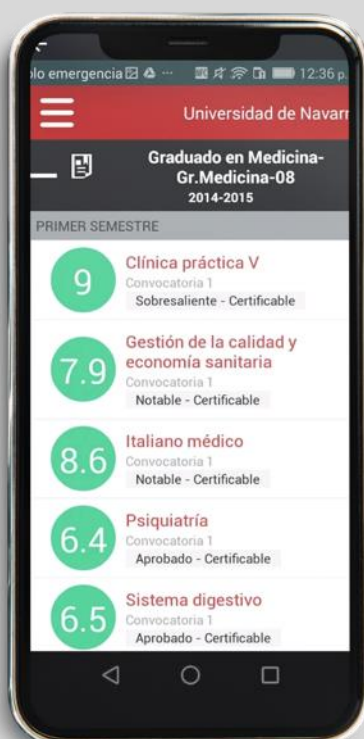 olo emergencia 12:36 p.
Universidad de Navarr
Graduado en Medicina-
Gr.Medicina-08
2014-2015
PRIMER SEMESTRE
9
Clínica práctica V
Convocatoria 1
Sobresaliente - Certificable
7.9
Gestión de la calidad y
economía sanitaria
Convocatoria 1
Notable - Certificable
8.6
Italiano médico
Convocatoria 1
Notable - Certificable
6.4
Psiquiatría
Convocatoria 1
Aprobado - Certificable
6.5
Sistema digestivo
Convocatoria 1
Aprobado - Certificable